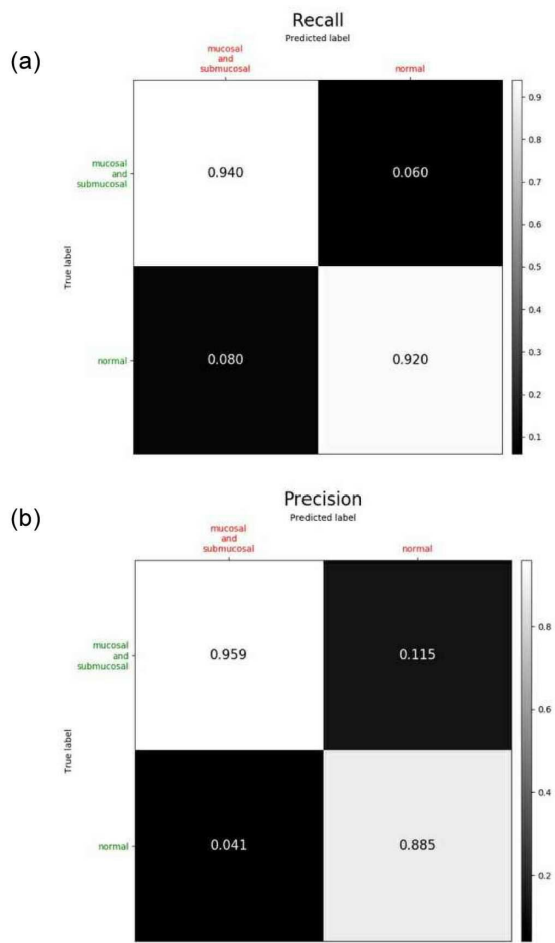 Recall
Predicted label
(a)
mucosal
and
submucosal
normal
mucosal
and
submucosal
True label
normal
0.940
0.060
0.080
0.920
0.9
0.8
0.7
0.6
0.5
0.4
0.3
0.2
0.1
Precision
Predicted label
(b)
mucosal
and
submucosal
normal
mucosal
and
submucosal
True label
normal
0.959
0.115
0.041
0.885
0.8
0.6
0.4
0.2